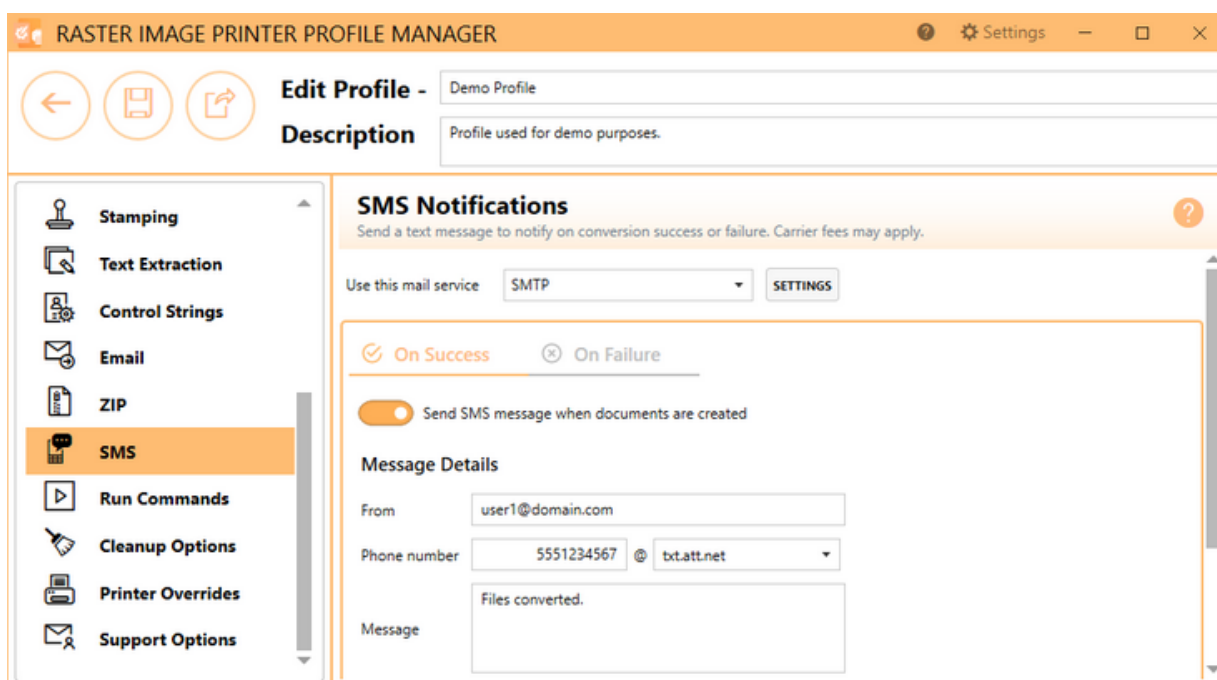 RASTER IMAGE PRINTER PROFILE MANAGER
? Settings
Edit Profile - Demo Profile
Description Profile used for demo purposes.
Stamping
Text Extraction
Control Strings
Email
ZIP
SMS
Run Commands
Cleanup Options
Printer Overrides
Support Options
SMS Notifications
?
Send a text message to notify on conversion success or failure. Carrier fees may apply.
Use this mail service SMTP SETTINGS
On Success On Failure
Send SMS message when documents are created
Message Details
From user1@domain.com
Phone number 5551234567 @ txt.att.net
Files converted.
Message